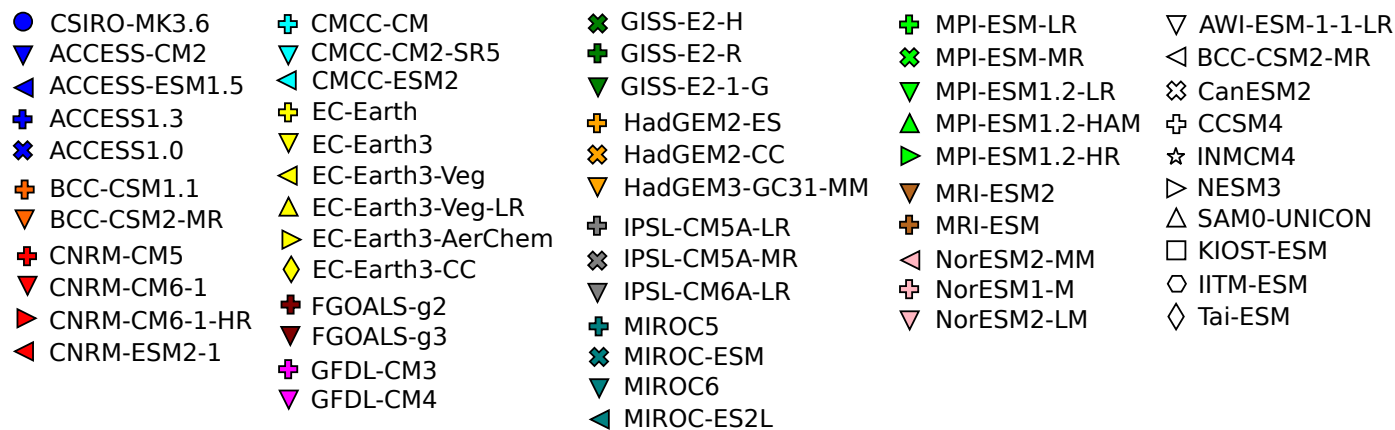 CSIRO-MK3.6
ACCESS-CM2
ACCESS-ESM1.5
ACCESS1.3
ACCESS1.0
BCC-CSM1.1
BCC-CSM2-MR
CNRM-CM5
CNRM-CM6-1
CNRM-CM6-1-HR
CNRM-ESM2-1
CMCC-CM
CMCC-CM2-SR5
CMCC-ESM2
EC-Earth
EC-Earth3
EC-Earth3-Veg
EC-Earth3-Veg-LR
EC-Earth3-AerChem
EC-Earth3-CC
FGOALS-g2
FGOALS-g3
GFDL-CM3
GFDL-CM4
GISS-E2-H
GISS-E2-R
GISS-E2-1-G
HadGEM2-ES
HadGEM2-CC
HadGEM3-GC31-MM
IPSL-CM5A-LR
IPSL-CM5A-MR
IPSL-CM6A-LR
MIROC5
MIROC-ESM
MIROC6
MIROC-ES2L
MPI-ESM-LR
MPI-ESM-MR
MPI-ESM1.2-LR
MPI-ESM1.2-HAM
MPI-ESM1.2-HR
MRI-ESM2
MRI-ESM
NorESM2-MM
NorESM1-M
NorESM2-LM
AWI-ESM-1-1-LR
BCC-CSM2-MR
CanESM2
CCSM4
INMCM4
NESM3
SAM0-UNICON
KIOST-ESM
IITM-ESM
Tai-ESM